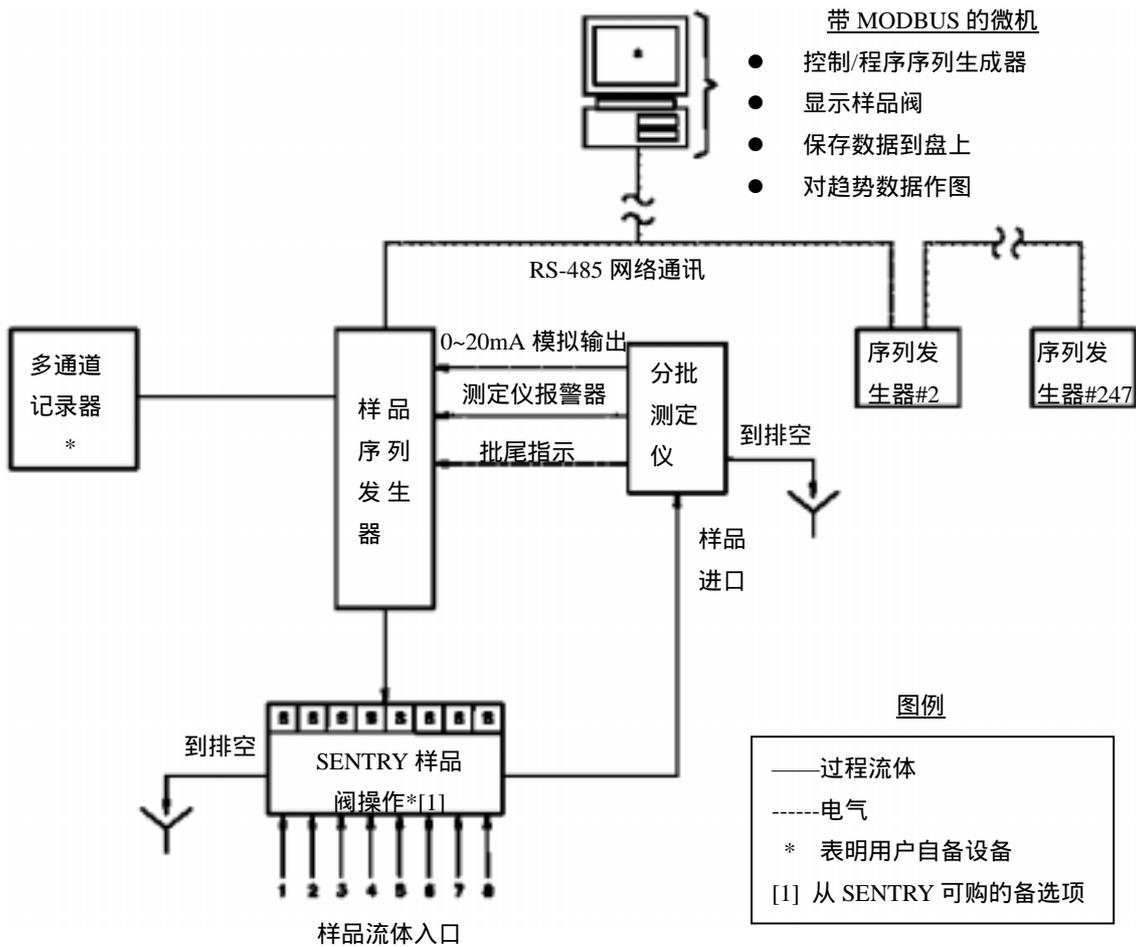 带 MODBUS 的微机
● 控制/程序序列生成器
● 显示样品阀
● 保存数据到盘上
● 对趋势数据作图
RS-485 网络通讯
多通道
记录器
*
样 品
序 列
发 生
器
0~20mA 模拟输出
测定仪报警器
批尾指示
分批
测定
仪
到排空
序列发
生器#2
序列发
生器#247
样品
进口
到排空
S S S S S S S S
SENTRY 样品
阀操作*[1]
1 2 3 4 5 6 7 8
样品流体入口
图例
——过程流体
------电气
* 表明用户自备设备
[1] 从 SENTRY 可购的备选项